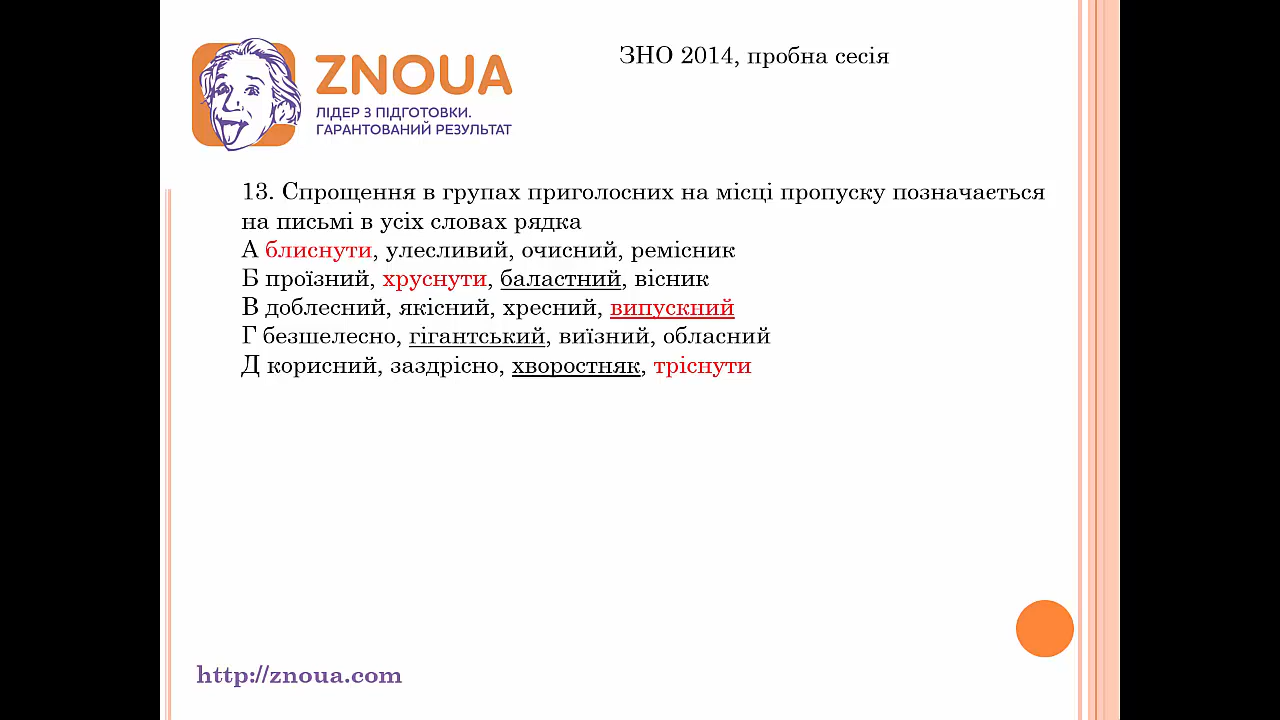 ZNOUA
ЛІДЕР З ПІДГОТОВКИ.
ГАРАНТОВАНИЙ РЕЗУЛЬТАТ
ЗНО 2014, пробна сесія
13. Спрощення в групах приголосних на місці пропуску позначається
на письмі в усіх словах рядка
А блиснути, улесливий, очисний, ремісник
Б проїзний, хруснути, баластний, вісник
В доблесний, якісний, хресний, випускний
Г безшелесно, гігантський, виїзний, обласний
Д корисний, заздрісно, хворостняк, тріснути
http://znoua.com